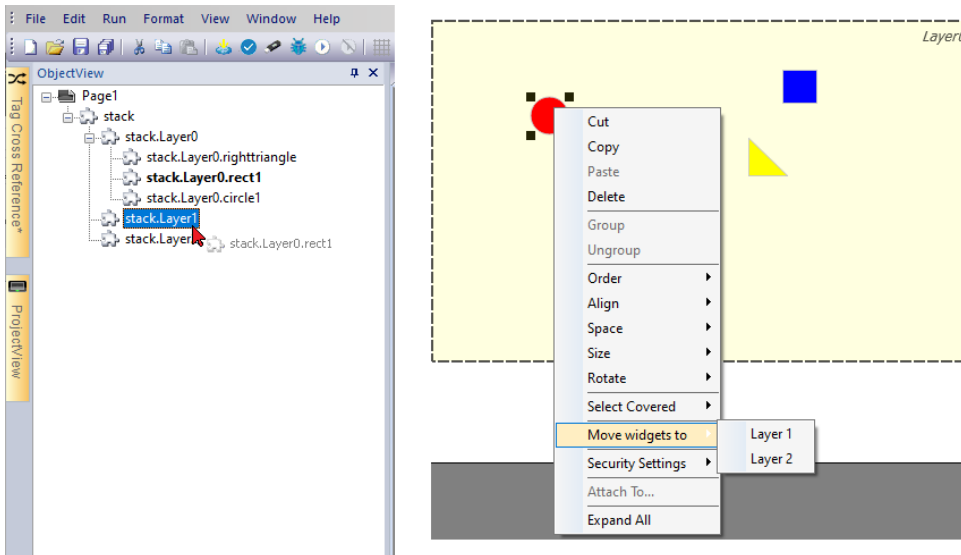 File Edit Run Format View Window Help
ObjectView
Tag Cross Reference*
ProjectView
Page1
stack
stack.Layer0
stack.Layer0.righttriangle
stack.Layer0.rect1
stack.Layer0.circle1
stack.Layer1
stack.Layer
stack.Layer0.rect1
Layer0
Cut
Copy
Paste
Delete
Group
Ungroup
Order
Align
Space
Size
Rotate
Select Covered
Move widgets to
Layer 1
Layer 2
Security Settings
Attach To...
Expand All